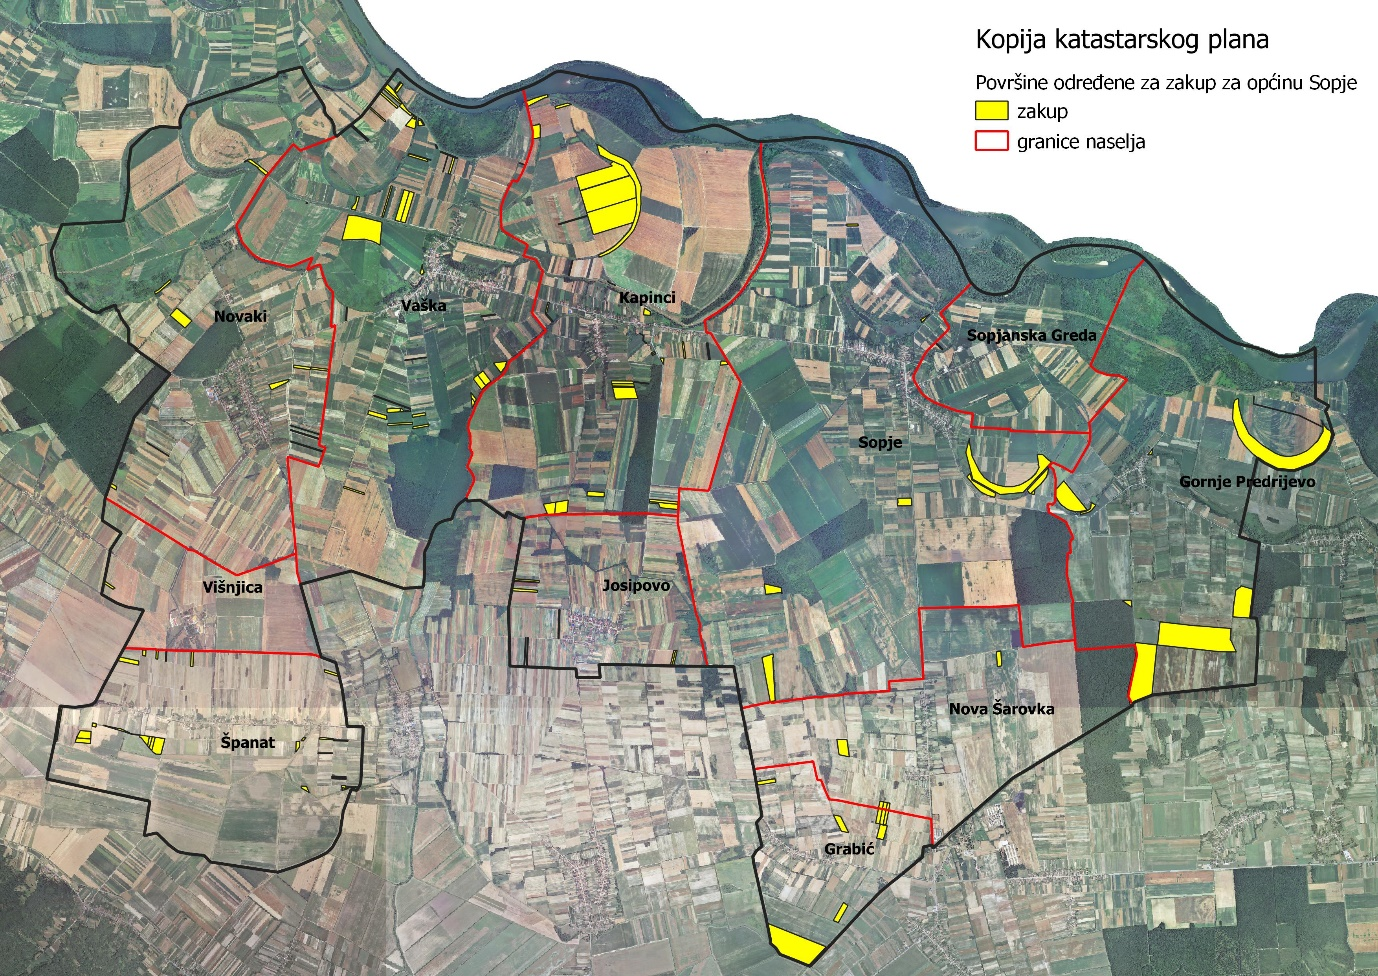 Kopija katastarskog plana
Površine određene za zakup za općinu Sopje
zakup
granice naselja
Novaki
Vaška
Kapinci
Sopjanska Greda
Sopje
Gornje Predrijevo
Višnjica
Josipovo
Nova Šarovka
Španat
Grabić